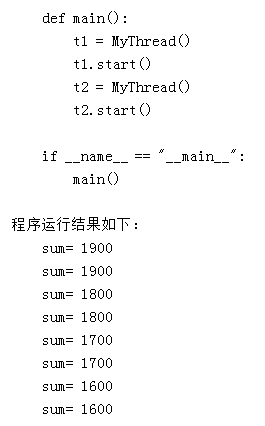 def main():
    t1 = MyThread()
    t1.start()
    t2 = MyThread()
    t2.start()

if __name__ == "__main__":
    main()

程序运行结果如下：
    sum= 1900
    sum= 1900
    sum= 1800
    sum= 1800
    sum= 1700
    sum= 1700
    sum= 1600
    sum= 1600